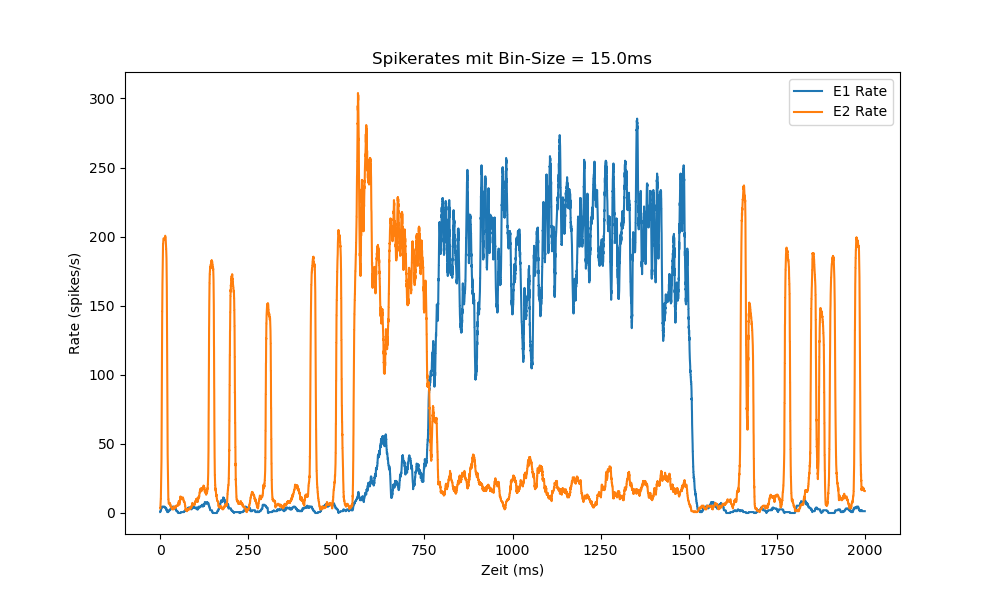 Spikerates mit Bin-Size = 15.0ms
E1 Rate
E2 Rate
Rate (spikes/s)
300
250
200
150
100
50
0
0 250 500 750 1000 1250 1500 1750 2000
Zeit (ms)